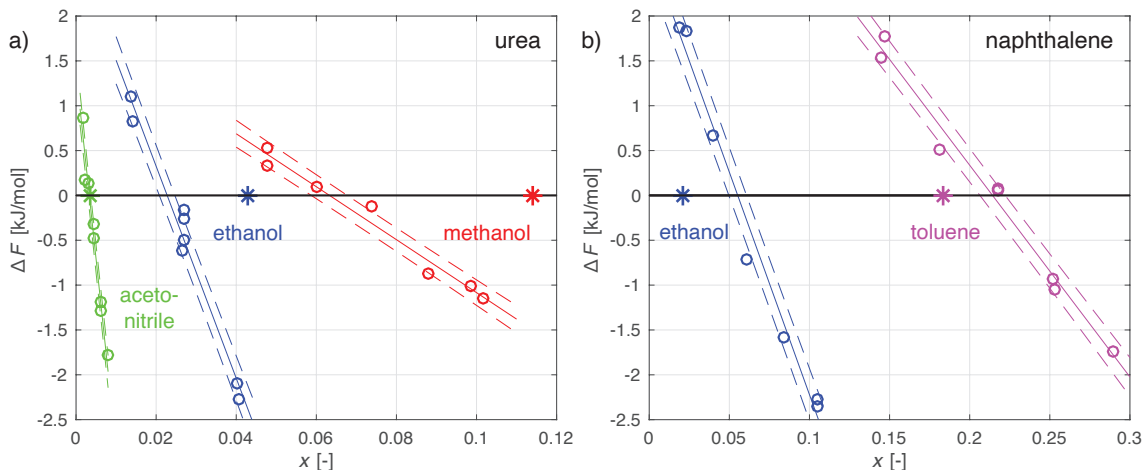 a)
urea
2
1.5
1
0.5
0
-0.5
-1
-1.5
-2
-2.5
ΔF [kJ/mol]
ethanol
methanol
aceto-
nitrile
0 0.02 0.04 0.06 0.08 0.1 0.12
x [-]
b)
naphthalene
2
1.5
1
0.5
0
-0.5
-1
-1.5
-2
-2.5
ΔF [kJ/mol]
ethanol
toluene
0 0.05 0.1 0.15 0.2 0.25 0.3
x [-]